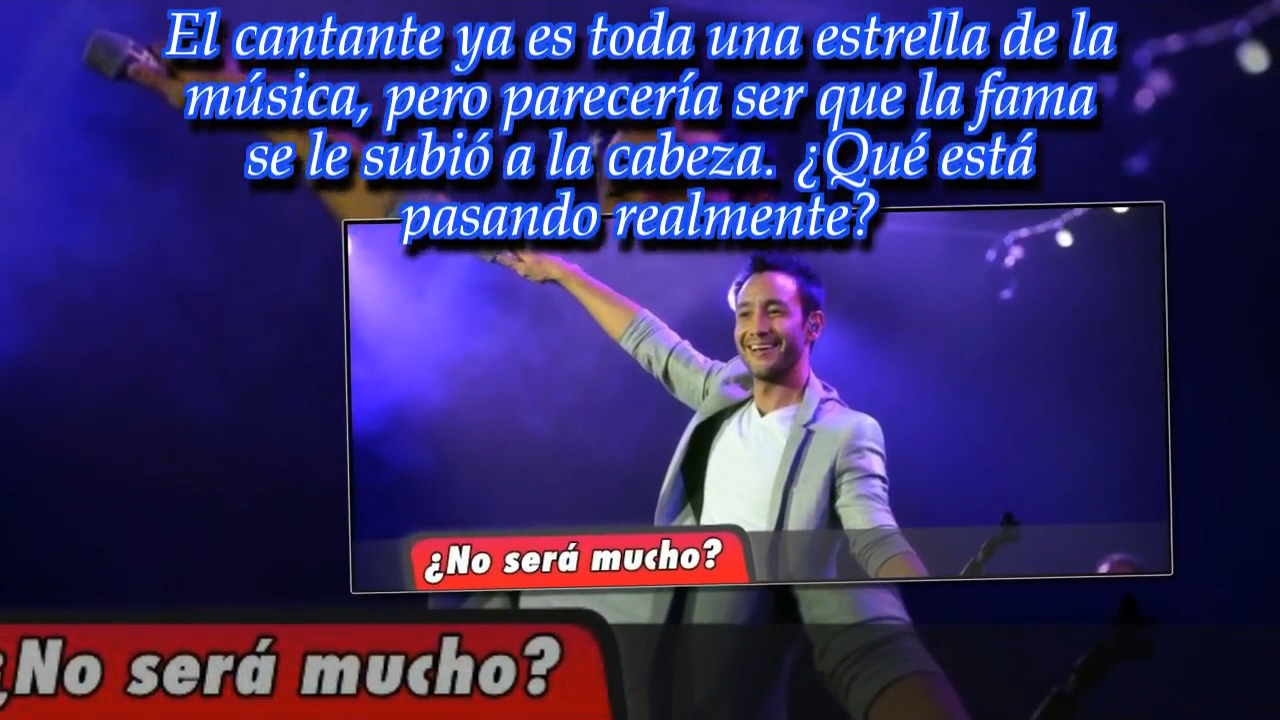 El cantante ya es toda una estrella de la
música, pero parecería ser que la fama
se le subió a la cabeza. ¿Qué está
pasando realmente?
¿No será mucho?
¿No será mucho?